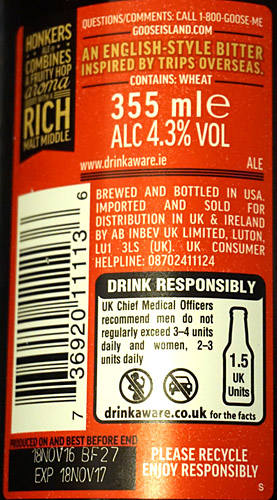 HONKERS
ALE
COMBINES
A FRUITY HOP
aroma
RICH
MALT MIDDLE.
QUESTIONS/COMMENTS: CALL 1-800-GOOSE-ME
GOOSEISLAND.COM
AN ENGLISH-STYLE BITTER
INSPIRED BY TRIPS OVERSEAS.
CONTAINS: WHEAT
355 ml℮
ALC 4.3% VOL
www.drinkaware.ie
ALE
BREWED AND BOTTLED IN USA.
IMPORTED AND SOLD FOR
DISTRIBUTION IN UK & IRELAND
BY AB INBEV UK LIMITED, LUTON,
LU1 3LS (UK). UK CONSUMER
HELPLINE: 08702411124
7 36920 11113 6
DRINK RESPONSIBLY
UK Chief Medical Officers
recommend men do not
regularly exceed 3–4 units
daily and women, 2–3
units daily
1.5
UK
Units
drinkaware.co.uk for the facts
PRODUCED ON AND BEST BEFORE END
18NOV16 BF27
EXP 18NOV17
PLEASE RECYCLE
ENJOY RESPONSIBLY
S